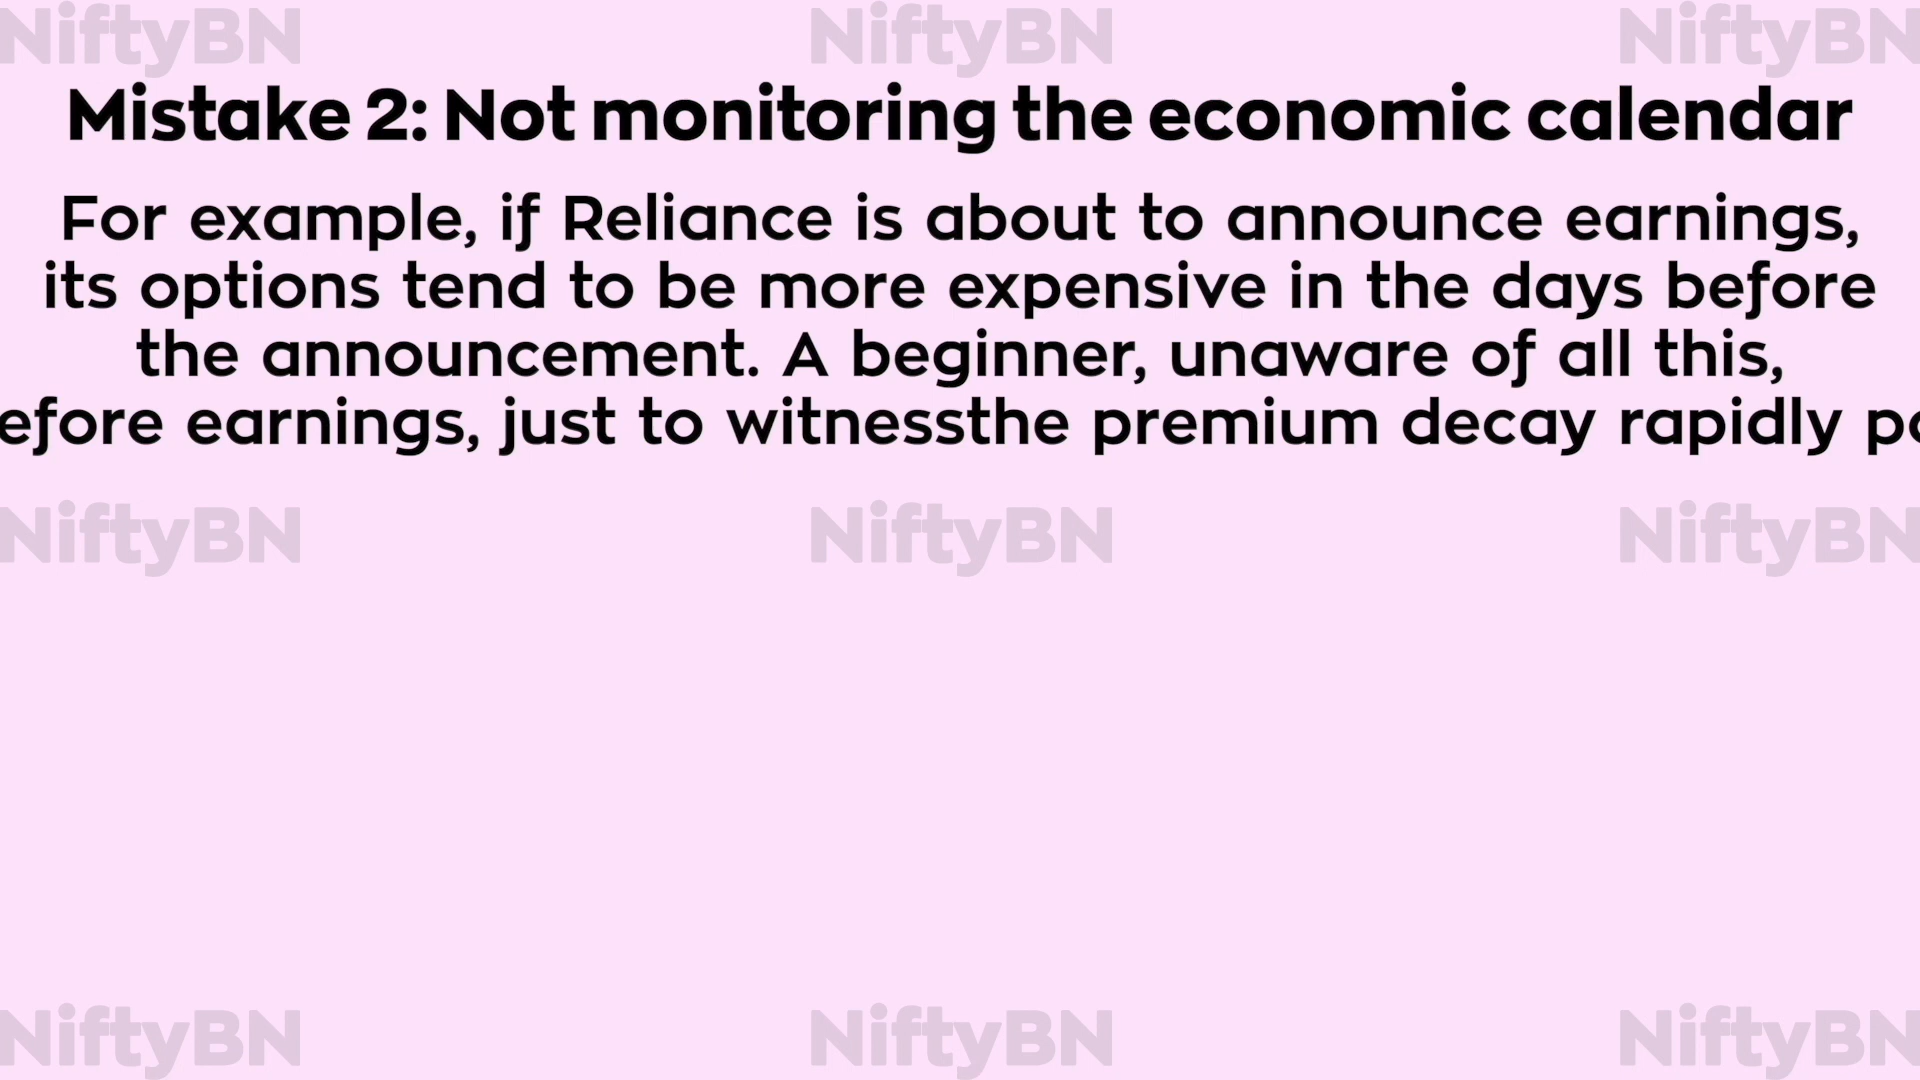 NiftyBN NiftyBN NiftyBN
Mistake 2: Not monitoring the economic calendar
For example, if Reliance is about to announce earnings,
its options tend to be more expensive in the days before
the announcement. A beginner, unaware of all this,
efore earnings, just to witnessthe premium decay rapidly
NiftyBN NiftyBN NiftyBN
NiftyBN NiftyBN NiftyBN